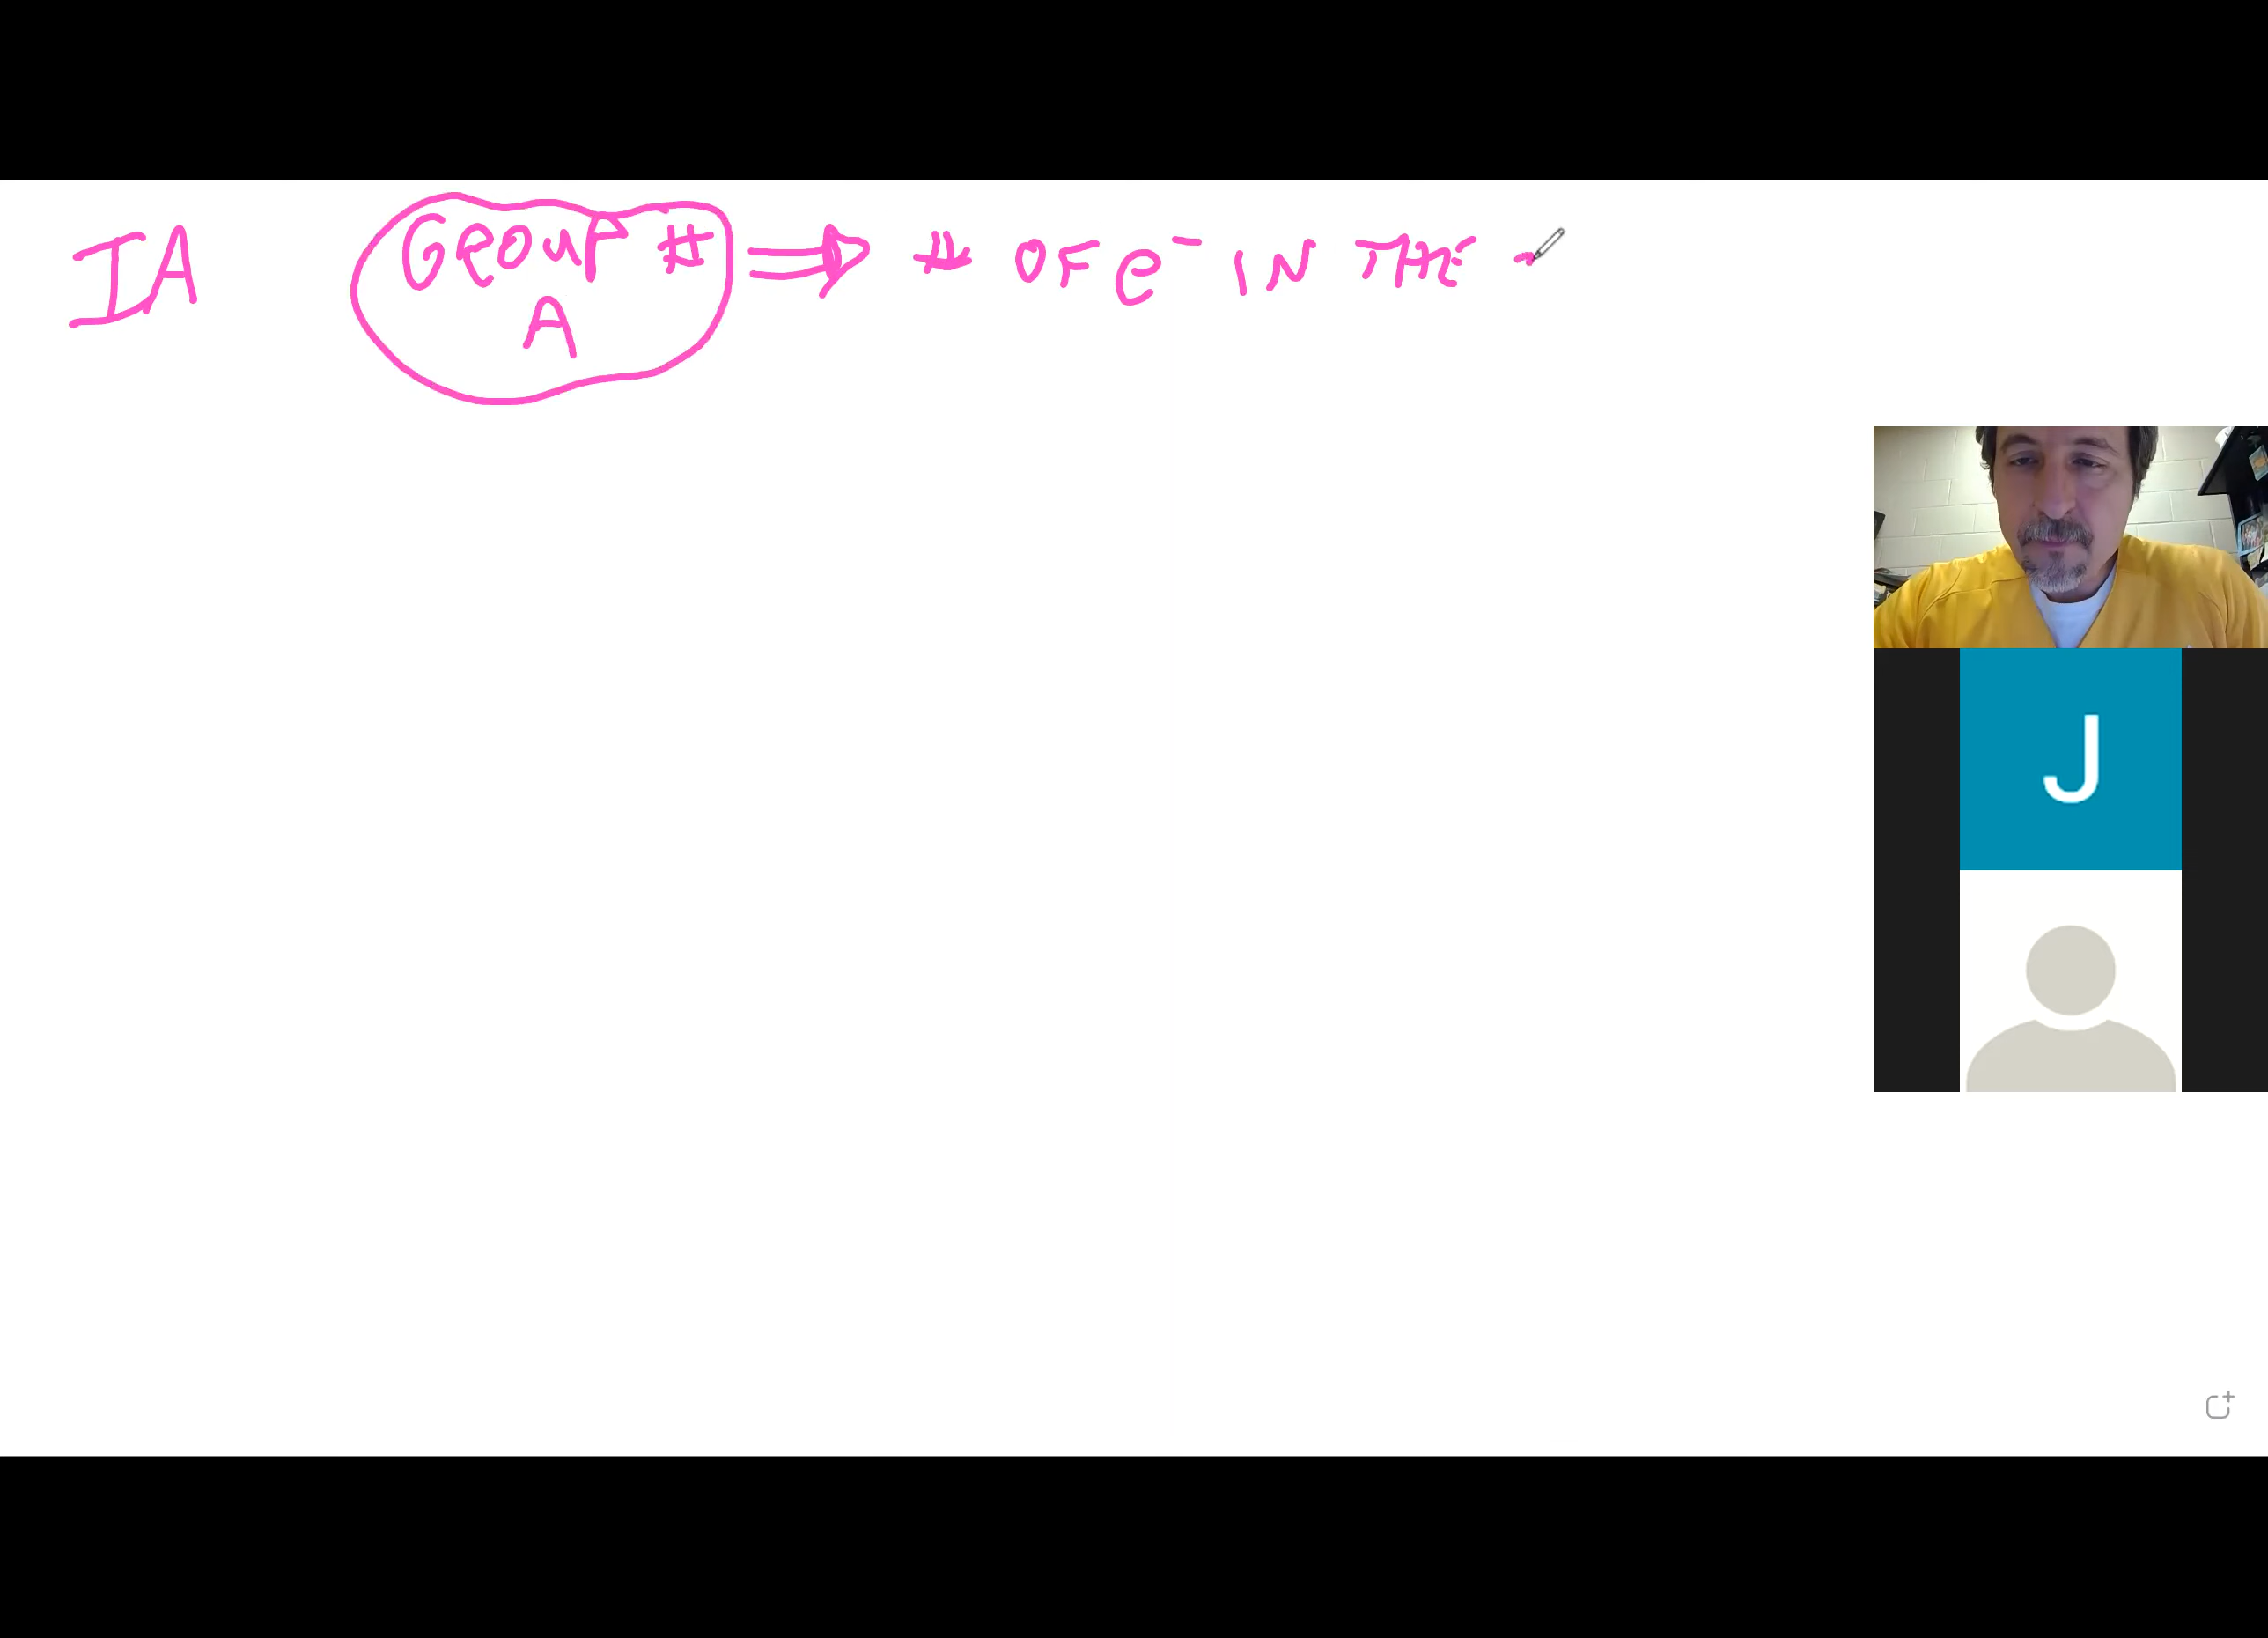 IA GROUP # ⇒ # OF e⁻ IN THE
A
J